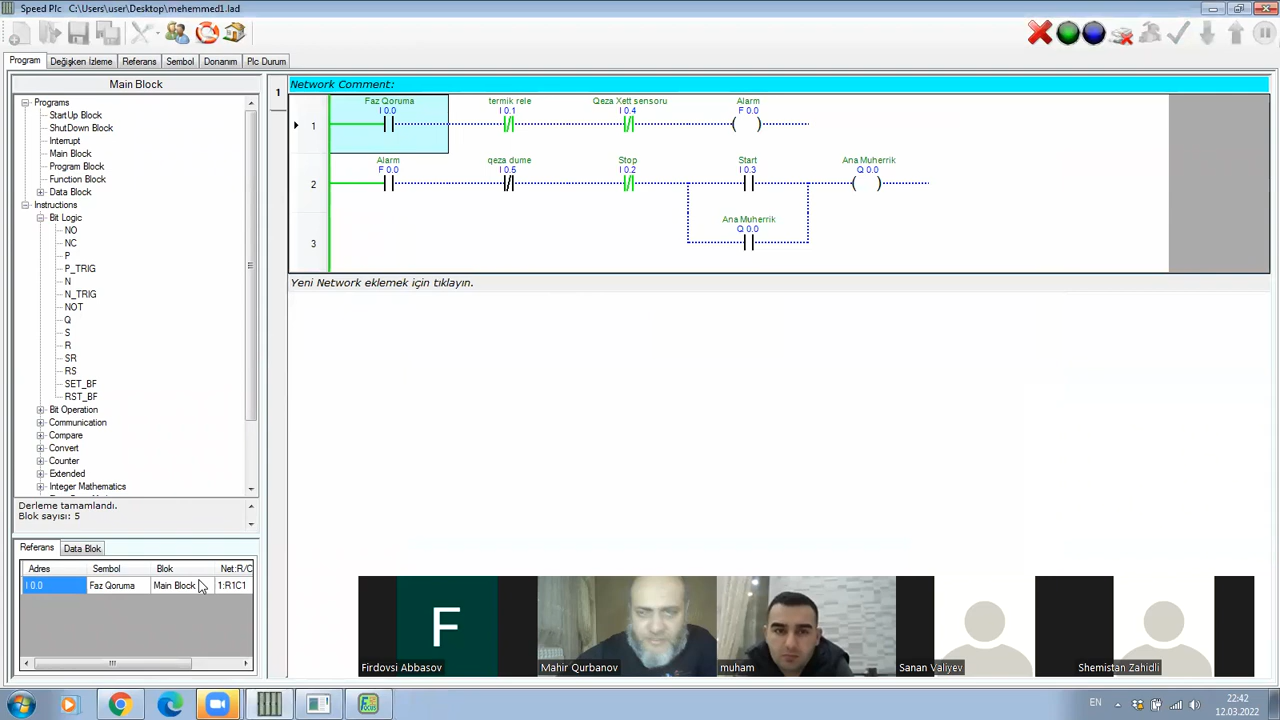 Speed Plc C:\Users\user\Desktop\mehemmed1.lad
Program
Değişken İzleme
Referans
Sembol
Donanım
Plc Durum
Main Block
Programs
StartUp Block
ShutDown Block
Interrupt
Main Block
Program Block
Function Block
Data Block
Instructions
Bit Logic
NO
NC
P
P_TRIG
N
N_TRIG
NOT
Q
S
R
SR
RS
SET_BF
RST_BF
Bit Operation
Communication
Compare
Convert
Counter
Extended
Integer Mathematics
Derleme tamamlandı.
Blok sayısı: 5
Referans
Data Blok
Adres Sembol Blok Net:R/C
I 0.0 Faz Qoruma Main Block 1:R1C1
1
Network Comment:
Faz Qoruma termik rele Qeza Xett sensoru Alarm
I 0.0 I 0.1 I 0.4 F 0.0
1
Alarm qeza dume Stop Start Ana Muherrik
F 0.0 I 0.5 I 0.2 I 0.3 Q 0.0
2
Ana Muherrik
Q 0.0
3
Yeni Network eklemek için tıklayın.
F
Firdovsi Abbasov
Mahir Qurbanov
muham
Sanan Valiyev
Shemistan Zahidli
EN
22:42
12.03.2022